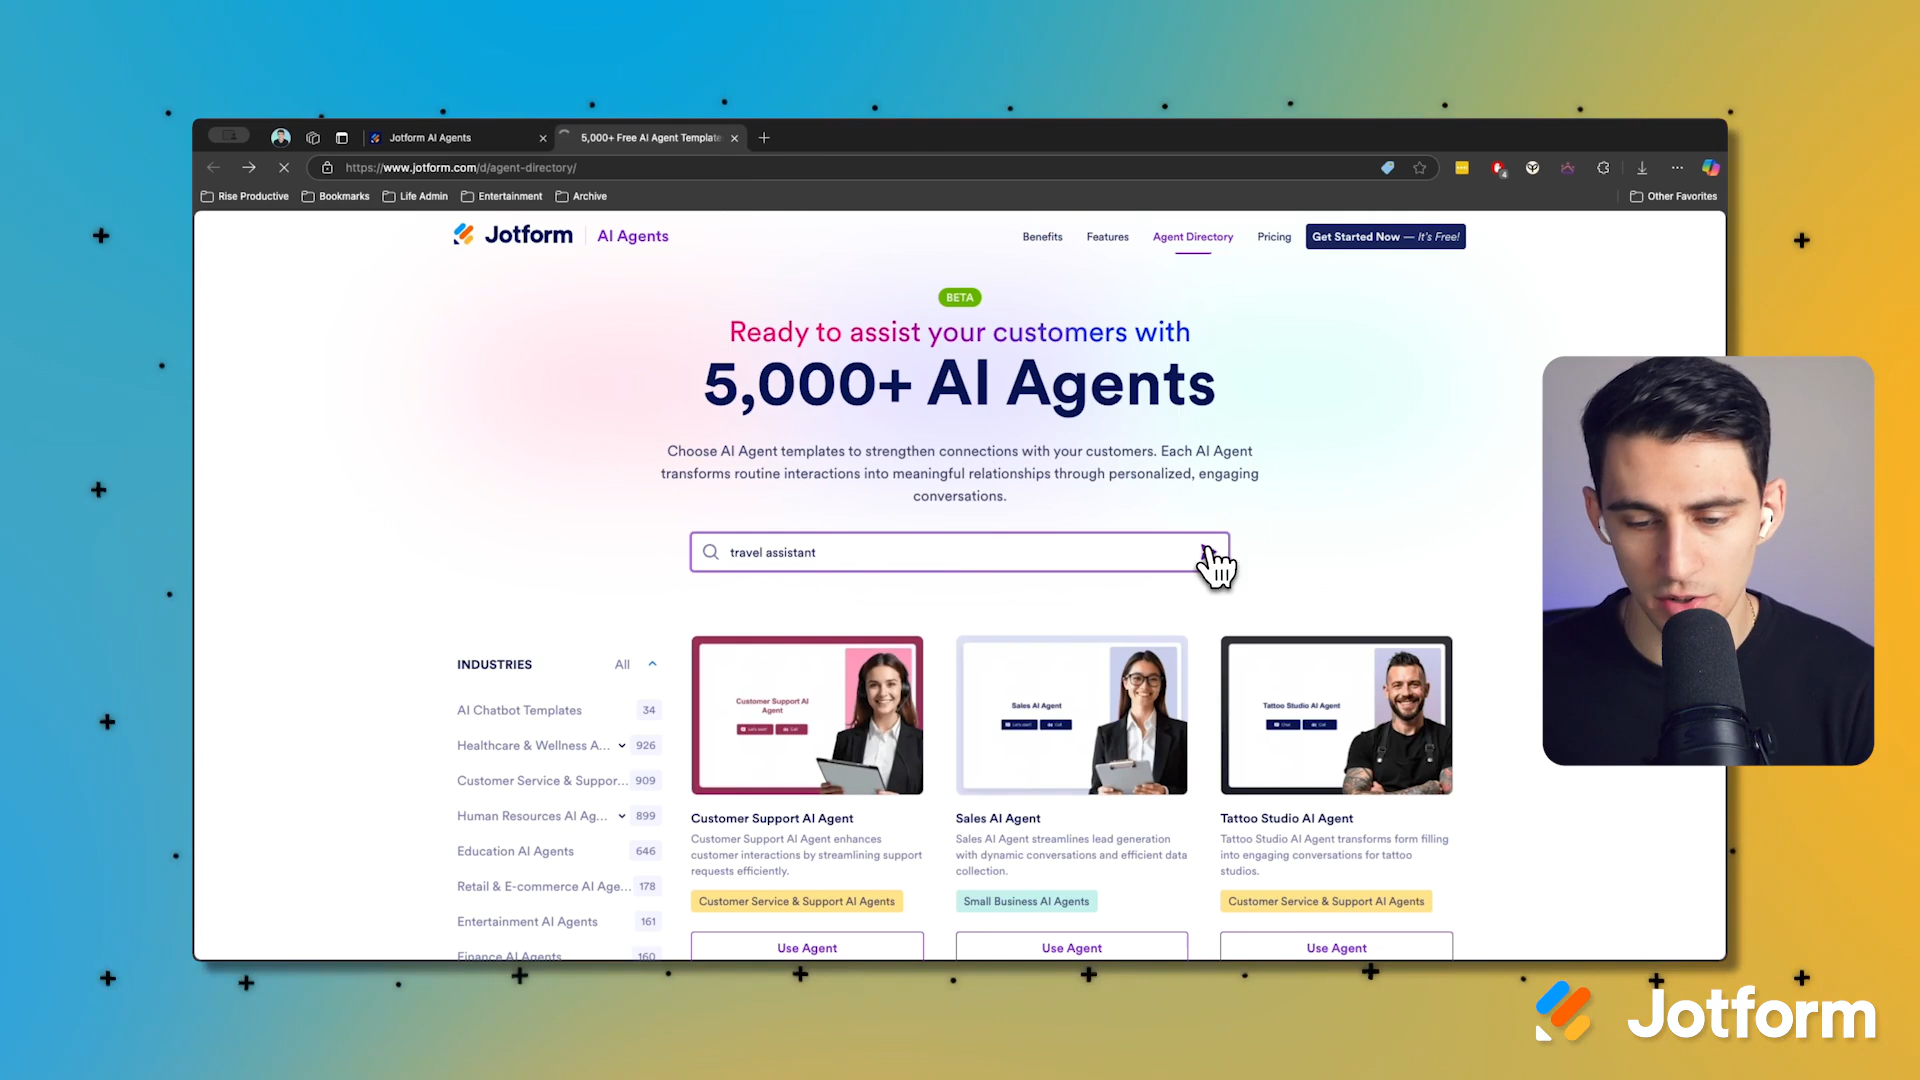 Jotform AI Agents
5,000+ Free AI Agent Template
https://www.jotform.com/d/agent-directory/
4
Rise Productive
Bookmarks
Life Admin
Entertainment
Archive
Other Favorites
Jotform
AI Agents
Benefits
Features
Agent Directory
Pricing
Get Started Now — It's Free!
BETA
Ready to assist your customers with
5,000+ AI Agents
Choose AI Agent templates to strengthen connections with your customers. Each AI Agent
transforms routine interactions into meaningful relationships through personalized, engaging
conversations.
travel assistant
INDUSTRIES
All
AI Chatbot Templates 34
Healthcare & Wellness A... 926
Customer Service & Suppor... 909
Human Resources AI Ag... 899
Education AI Agents 646
Retail & E-commerce AI Age... 178
Entertainment AI Agents 161
Finance AI Agents 160
Customer Support AI
Agent
Customer Support AI Agent
Customer Support AI Agent enhances
customer interactions by streamlining support
requests efficiently.
Customer Service & Support AI Agents
Use Agent
Sales AI Agent
Sales AI Agent
Sales AI Agent streamlines lead generation
with dynamic conversations and efficient data
collection.
Small Business AI Agents
Use Agent
Tattoo Studio AI Agent
Chat
Call
Tattoo Studio AI Agent
Tattoo Studio AI Agent transforms form filling
into engaging conversations for tattoo
studios.
Customer Service & Support AI Agents
Use Agent
Jotform